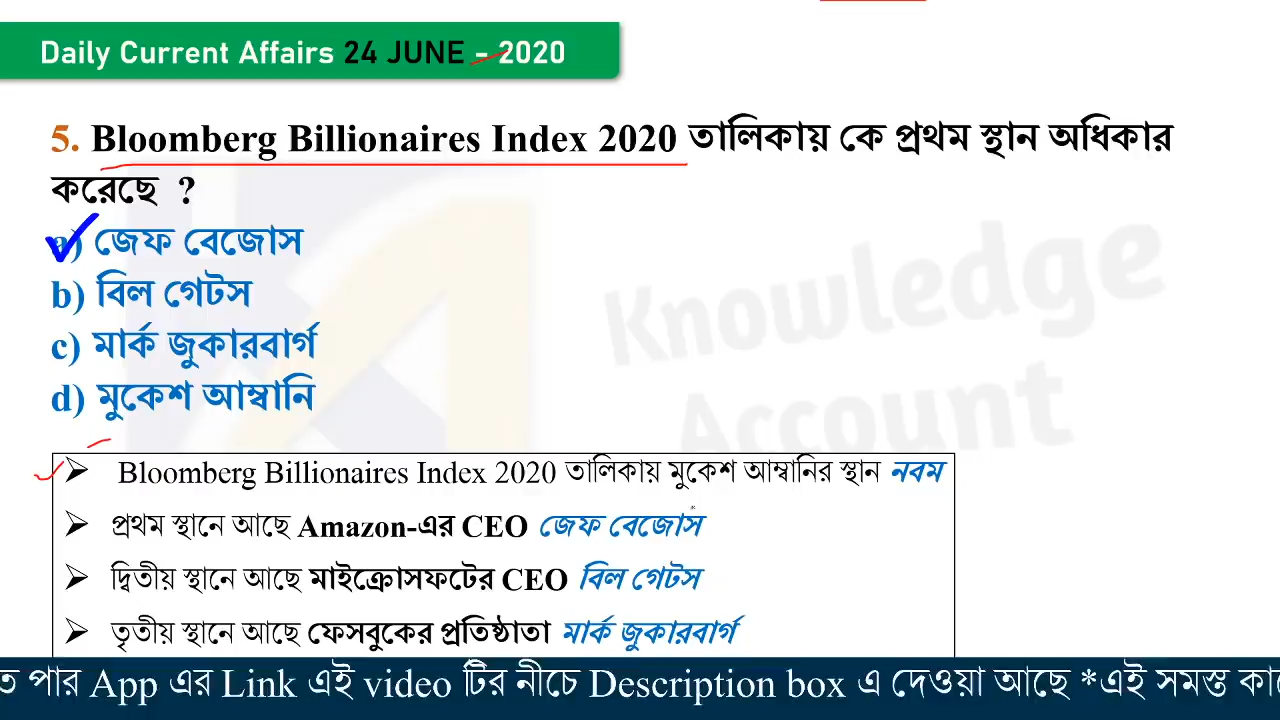 Daily Current Affairs 24 JUNE - 2020
5. Bloomberg Billionaires Index 2020 তালিকায় কে প্রথম স্থান অধিকার
করেছে ?
a) জেফ বেজোস
b) বিল গেটস
c) মার্ক জুকারবার্গ
d) মুকেশ আম্বানি
Knowledge
Account
➢ Bloomberg Billionaires Index 2020 তালিকায় মুকেশ আম্বানির স্থান নবম
➢ প্রথম স্থানে আছে Amazon-এর CEO জেফ বেজোস
➢ দ্বিতীয় স্থানে আছে মাইক্রোসফটের CEO বিল গেটস
➢ তৃতীয় স্থানে আছে ফেসবুকের প্রতিষ্ঠাতা মার্ক জুকারবার্গ
ত পার App এর Link এই video টির নীচে Description box এ দেওয়া আছে *এই সমস্ত